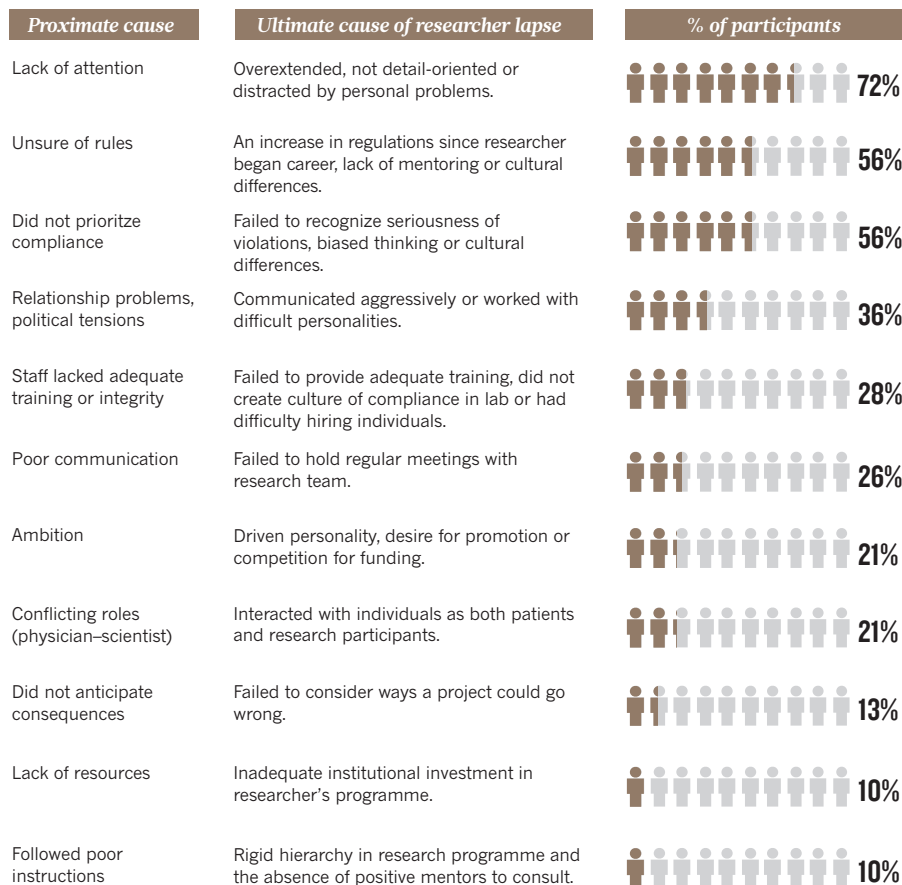 Proximate cause
Ultimate cause of researcher lapse
% of participants
Lack of attention
Overextended, not detail-oriented or
distracted by personal problems.
72%
Unsure of rules
An increase in regulations since researcher
began career, lack of mentoring or cultural
differences.
56%
Did not prioritze
compliance
Failed to recognize seriousness of
violations, biased thinking or cultural
differences.
56%
Relationship problems,
political tensions
Communicated aggressively or worked with
difficult personalities.
36%
Staff lacked adequate
training or integrity
Failed to provide adequate training, did not
create culture of compliance in lab or had
difficulty hiring individuals.
28%
Poor communication
Failed to hold regular meetings with
research team.
26%
Ambition
Driven personality, desire for promotion or
competition for funding.
21%
Conflicting roles
(physician–scientist)
Interacted with individuals as both patients
and research participants.
21%
Did not anticipate
consequences
Failed to consider ways a project could go
wrong.
13%
Lack of resources
Inadequate institutional investment in
researcher’s programme.
10%
Followed poor
instructions
Rigid hierarchy in research programme and
the absence of positive mentors to consult.
10%